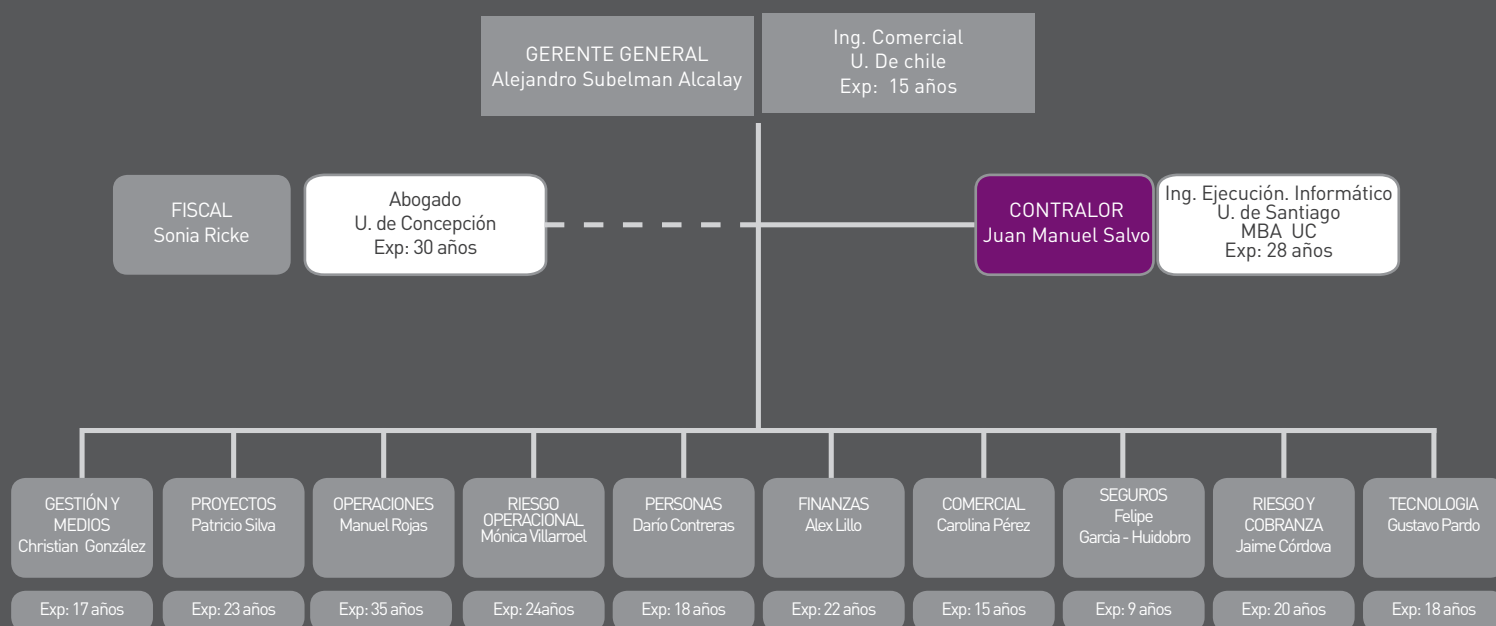 GERENTE GENERAL
Alejandro Subelman Alcalay
Ing. Comercial
U. De chile
Exp: 15 años
FISCAL
Sonia Ricke
Abogado
U. de Concepción
Exp: 30 años
CONTRALOR
Juan Manuel Salvo
Ing. Ejecución. Informático
U. de Santiago
MBA UC
Exp: 28 años
GESTIÓN Y
MEDIOS
Christian González
PROYECTOS
Patricio Silva
OPERACIONES
Manuel Rojas
RIESGO
OPERACIONAL
Mónica Villarroel
PERSONAS
Darío Contreras
FINANZAS
Alex Lillo
COMERCIAL
Carolina Pérez
SEGUROS
Felipe
Garcia - Huidobro
RIESGO Y
COBRANZA
Jaime Córdova
TECNOLOGIA
Gustavo Pardo
Exp: 17 años
Exp: 23 años
Exp: 35 años
Exp: 24años
Exp: 18 años
Exp: 22 años
Exp: 15 años
Exp: 9 años
Exp: 20 años
Exp: 18 años